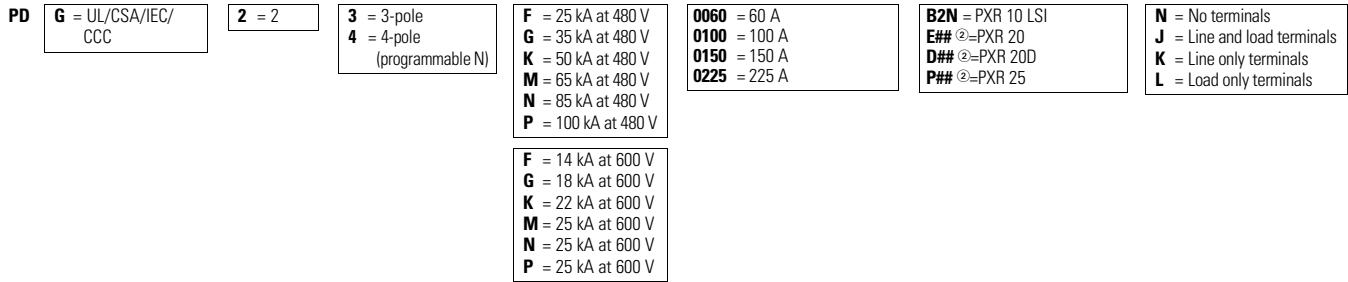 PD
G = UL/CSA/IEC/
CCC
2 = 2
3 = 3-pole
4 = 4-pole
(programmable N)
F = 25 kA at 480 V
G = 35 kA at 480 V
K = 50 kA at 480 V
M = 65 kA at 480 V
N = 85 kA at 480 V
P = 100 kA at 480 V
F = 14 kA at 600 V
G = 18 kA at 600 V
K = 22 kA at 600 V
M = 25 kA at 600 V
N = 25 kA at 600 V
P = 25 kA at 600 V
0060 = 60 A
0100 = 100 A
0150 = 150 A
0225 = 225 A
B2N = PXR 10 LSI
E## ②=PXR 20
D## ②=PXR 20D
P## ②=PXR 25
N = No terminals
J = Line and load terminals
K = Line only terminals
L = Load only terminals